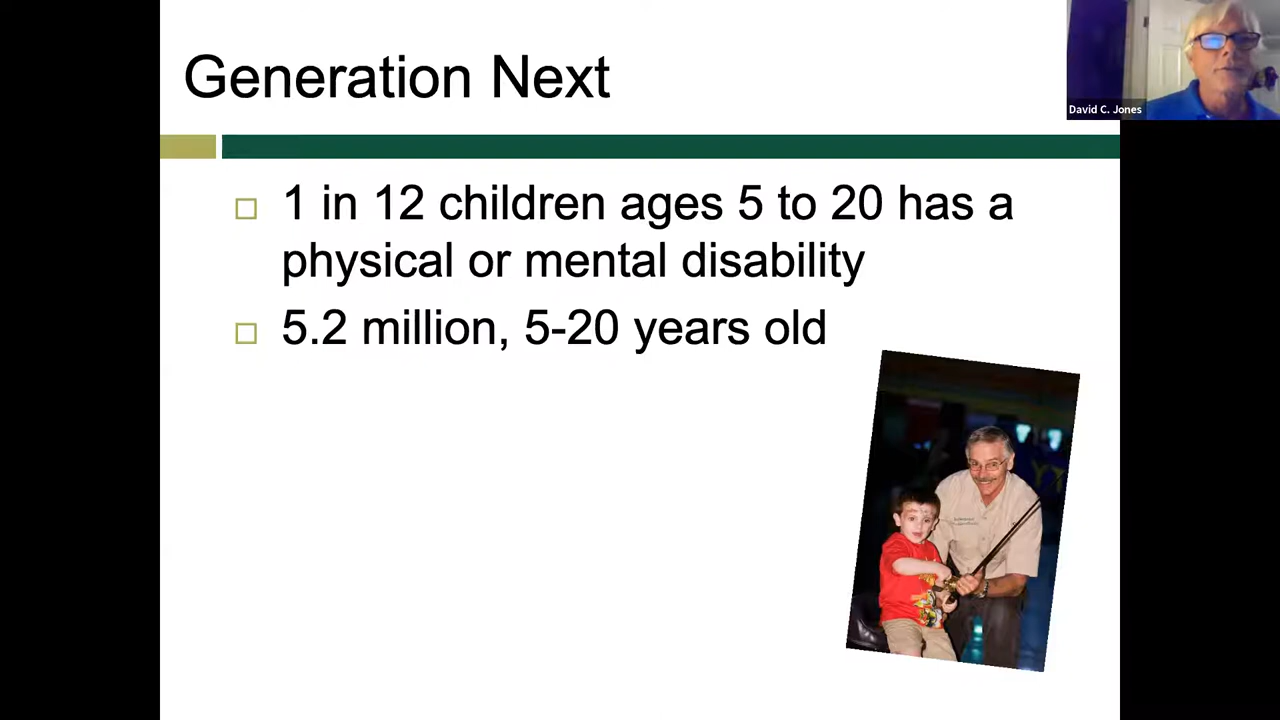 Generation Next
David C. Jones
1 in 12 children ages 5 to 20 has a
physical or mental disability
5.2 million, 5-20 years old